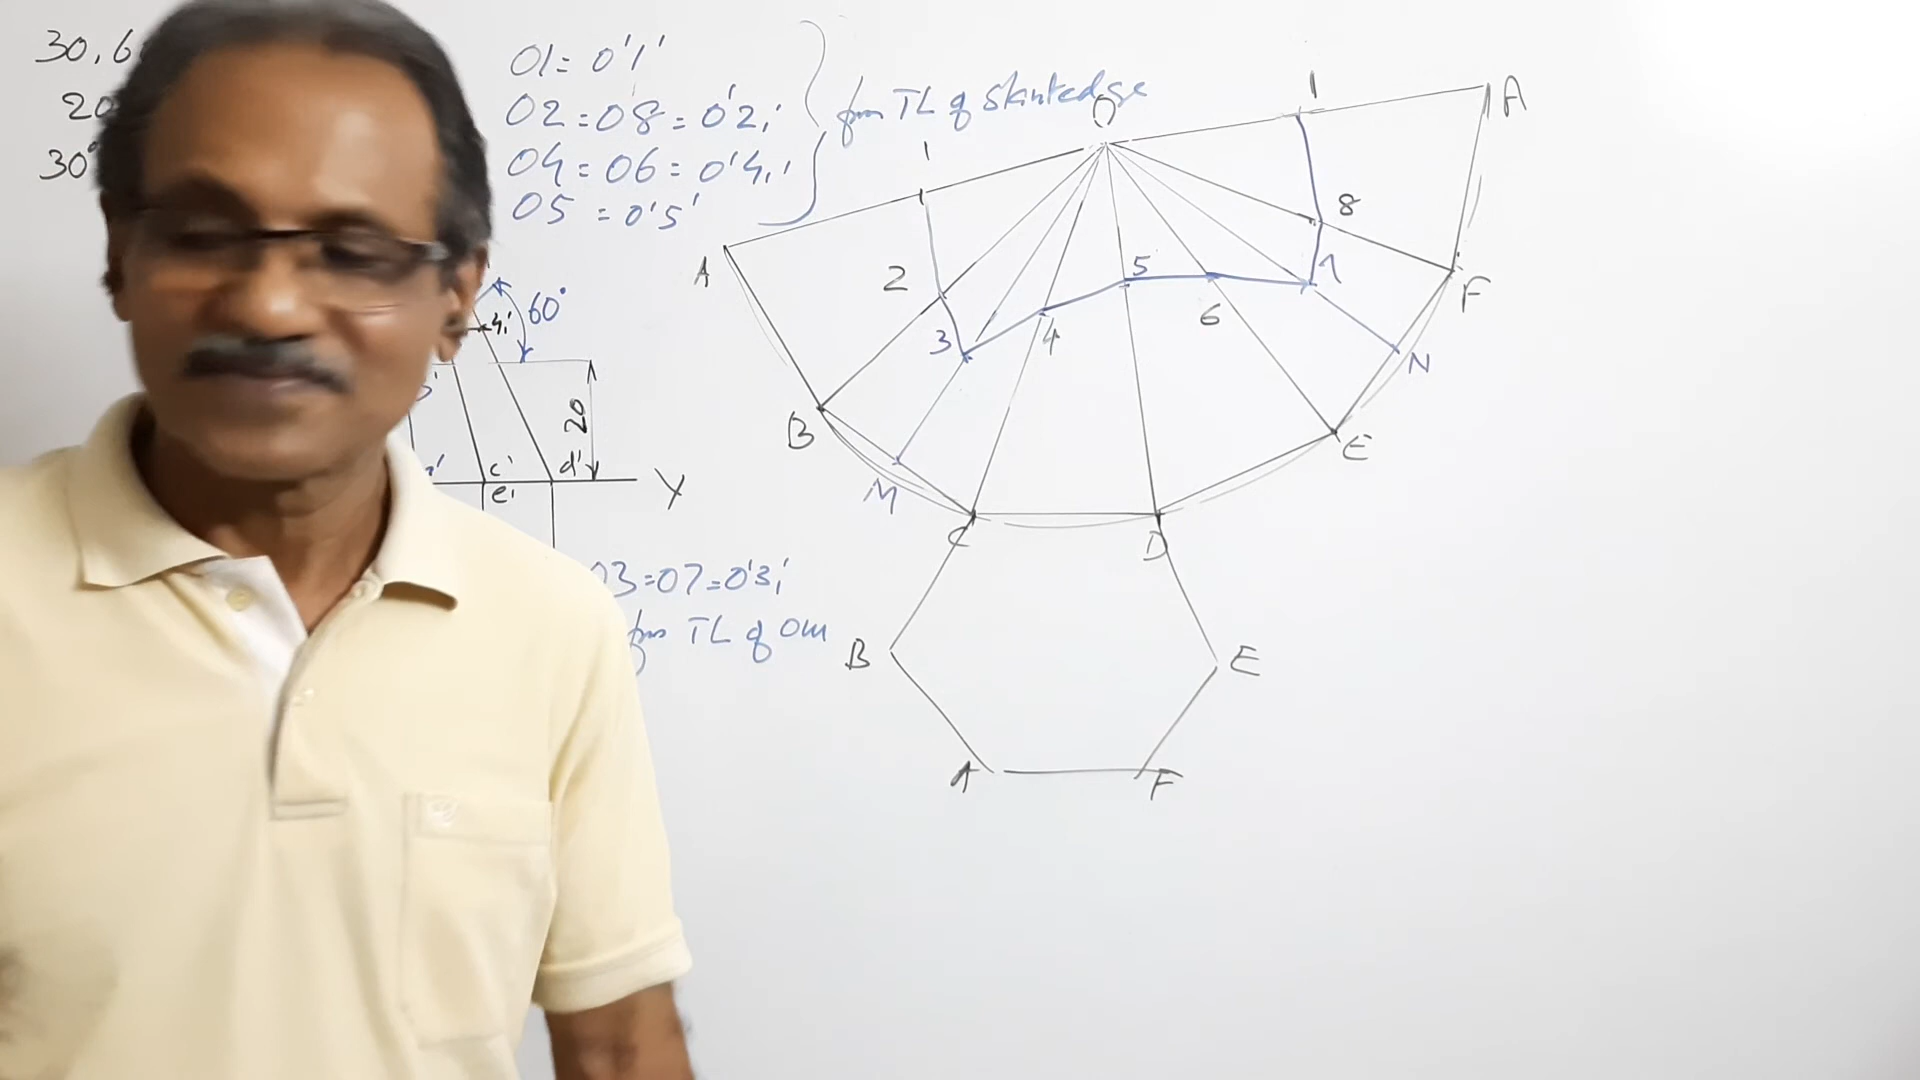 30,6
20
30°
01 = 0'1'
02 = 08 = 0'2,'
04 = 06 = 0'4,'
05 = 0'5'
from TL of slantedge
60°
4,'
20
3'
c'
d'
e'
Y
03=07=0'3,'
from TL of om
O
1
A
1
A
2
3
4
5
6
7
8
F
N
B
M
C
D
E
B
E
A
F